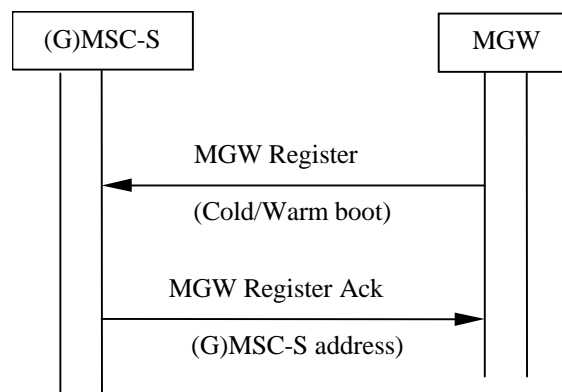 (G)MSC-S
MGW
MGW Register
(Cold/Warm boot)
MGW Register Ack
(G)MSC-S address)